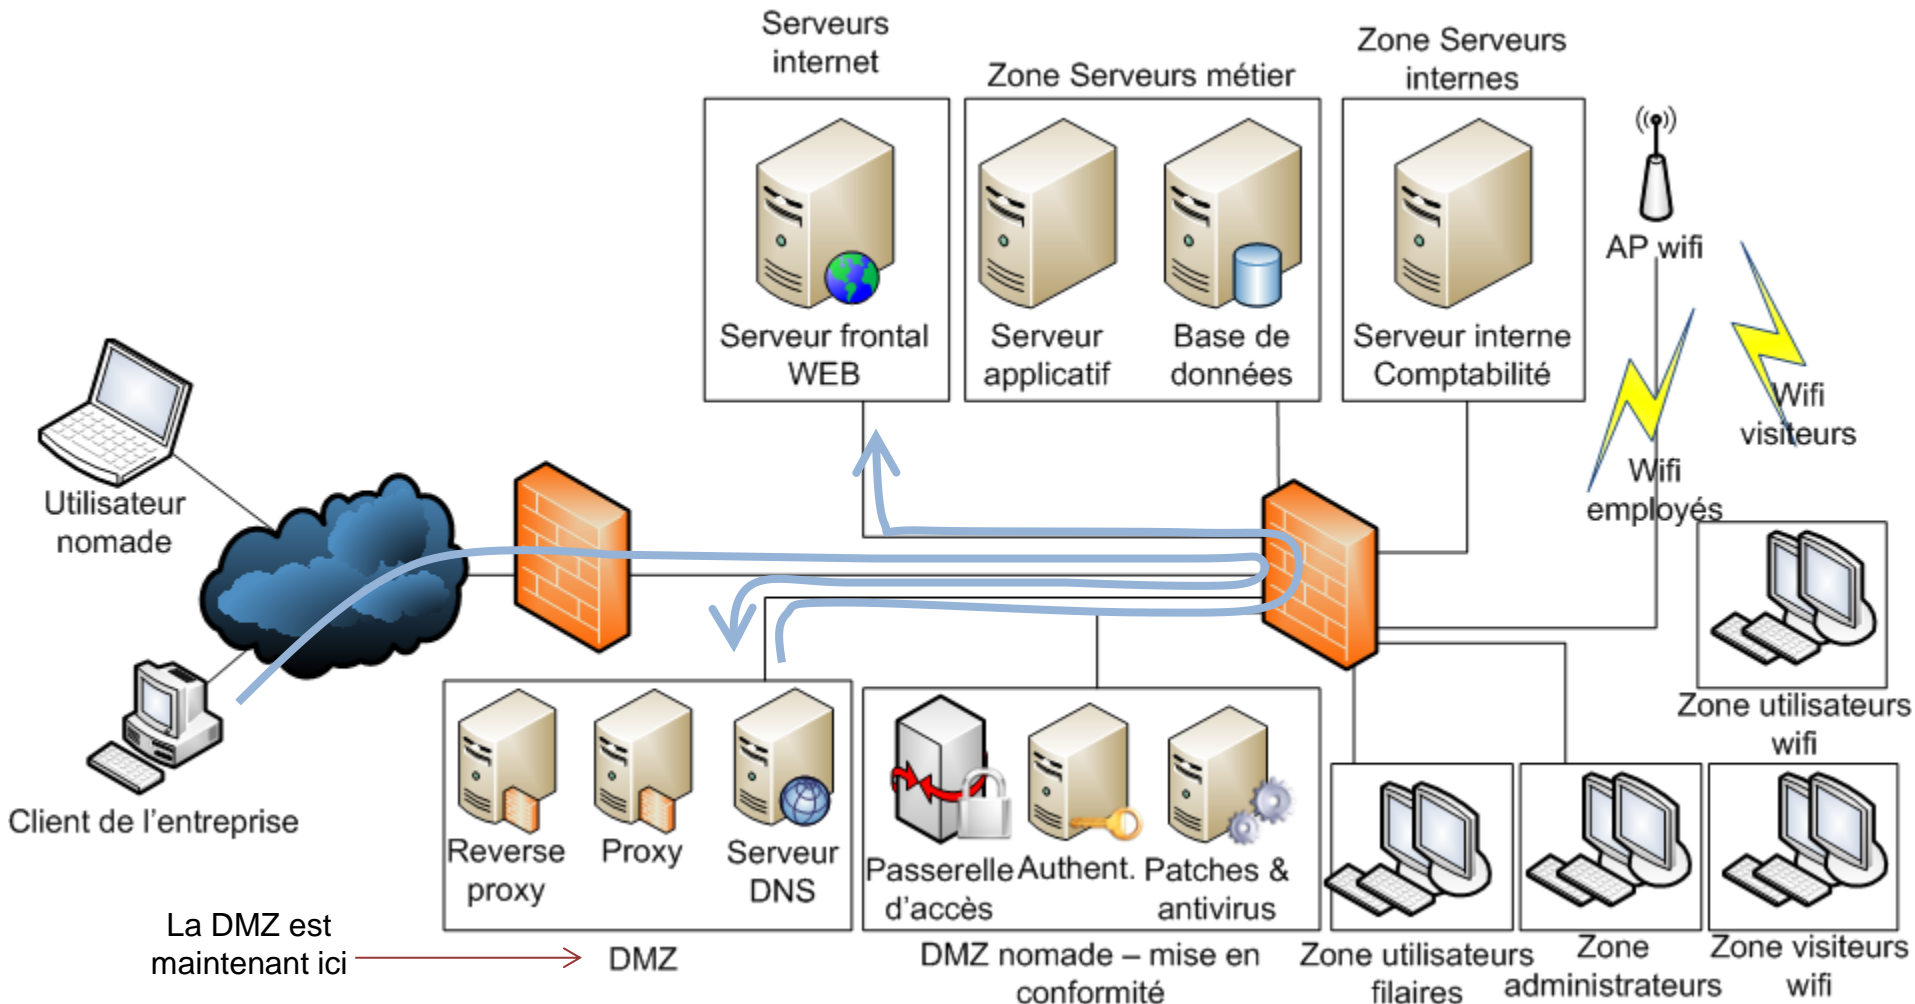 Serveurs
internet
Zone Serveurs métier
Zone Serveurs
internes
Serveur frontal
WEB
Serveur
applicatif
Base de
données
Serveur interne
Comptabilité
AP wifi
Wifi
visiteurs
Wifi
employés
Utilisateur
nomade
Client de l'entreprise
Reverse
proxy
Proxy
Serveur
DNS
Passerelle
d'accès
Authent.
Patches &
antivirus
Zone utilisateurs
wifi
La DMZ est
maintenant ici
DMZ
DMZ nomade – mise en
conformité
Zone utilisateurs
filaires
Zone
administrateurs
Zone visiteurs
wifi